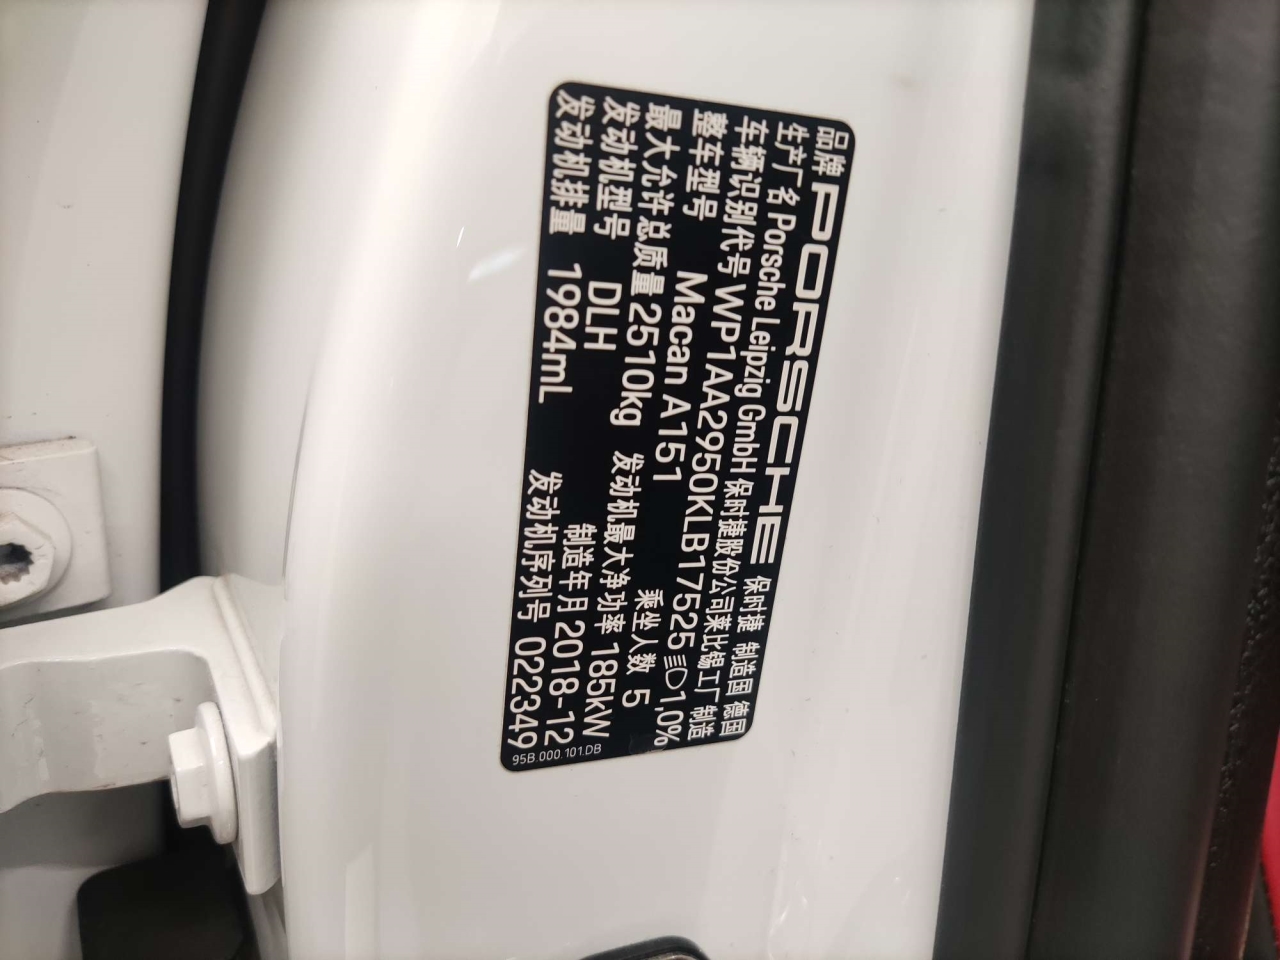 品牌 PORSCHE 保时捷 制造国 德国
生产厂名 Porsche Leipzig GmbH 保时捷股份公司莱比锡工厂 制造
车辆识别代号 WP1AA2950KLB17525 1,0%
整车型号 Macan A151
最大允许总质量 2510kg 乘坐人数 5
发动机型号 DLH 发动机最大净功率 185kW
发动机排量 1984mL 制造年月 2018-12
发动机序列号 022349
95B.000.101.DB